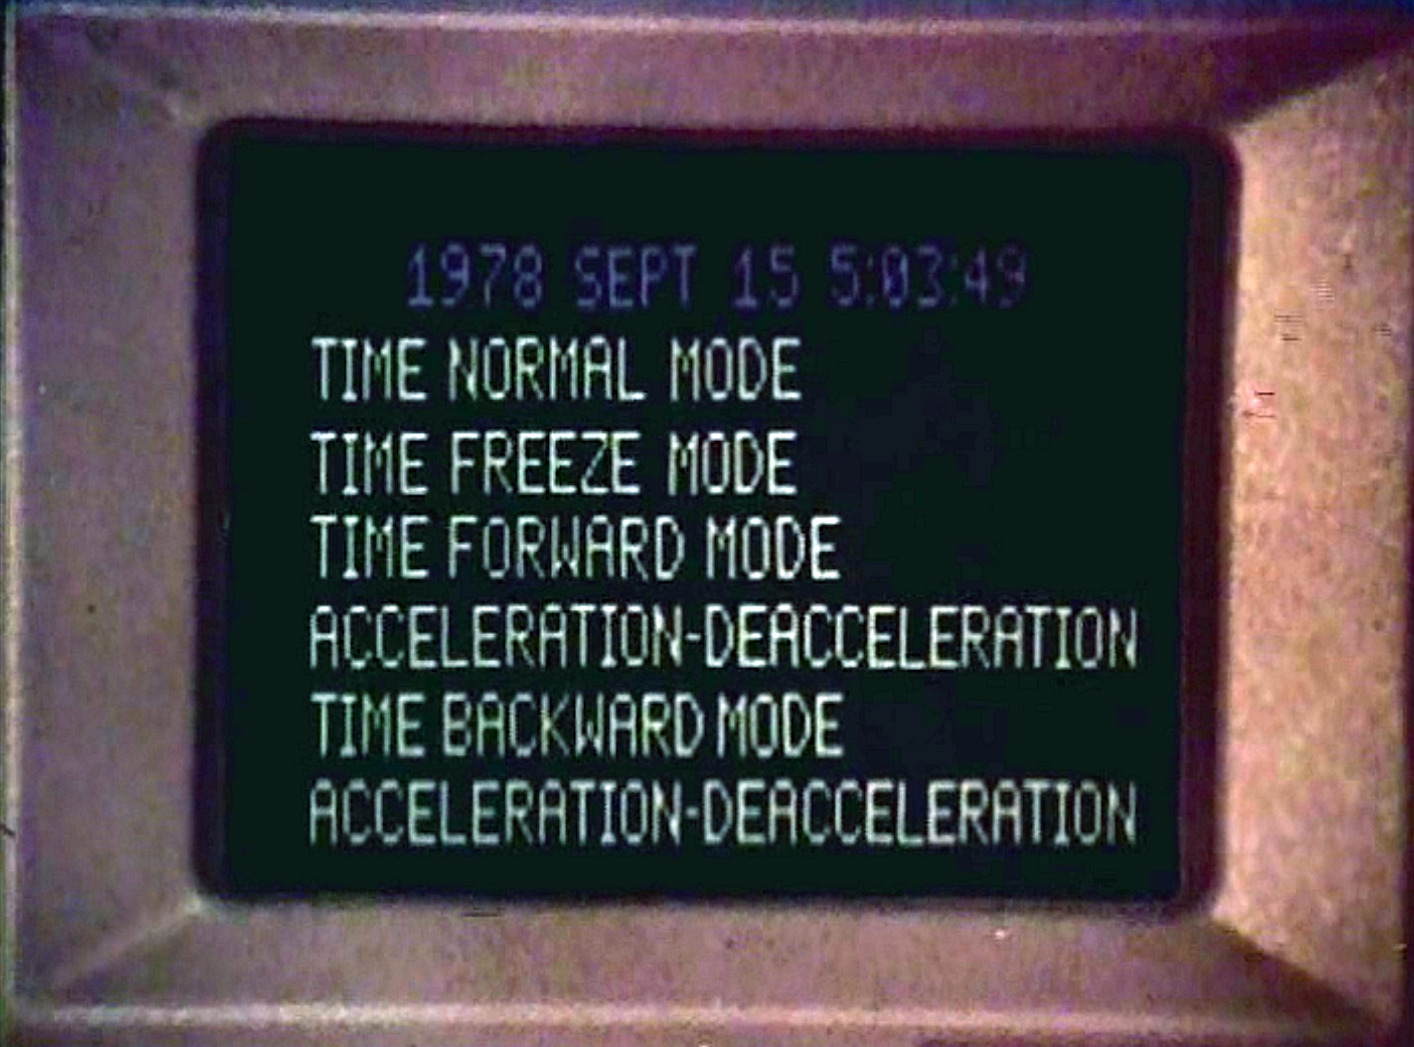 1978 SEPT 15 5:03:49
TIME NORMAL MODE
TIME FREEZE MODE
TIME FORWARD MODE
ACCELERATION-DEACCELERATION
TIME BACKWARD MODE
ACCELERATION-DEACCELERATION